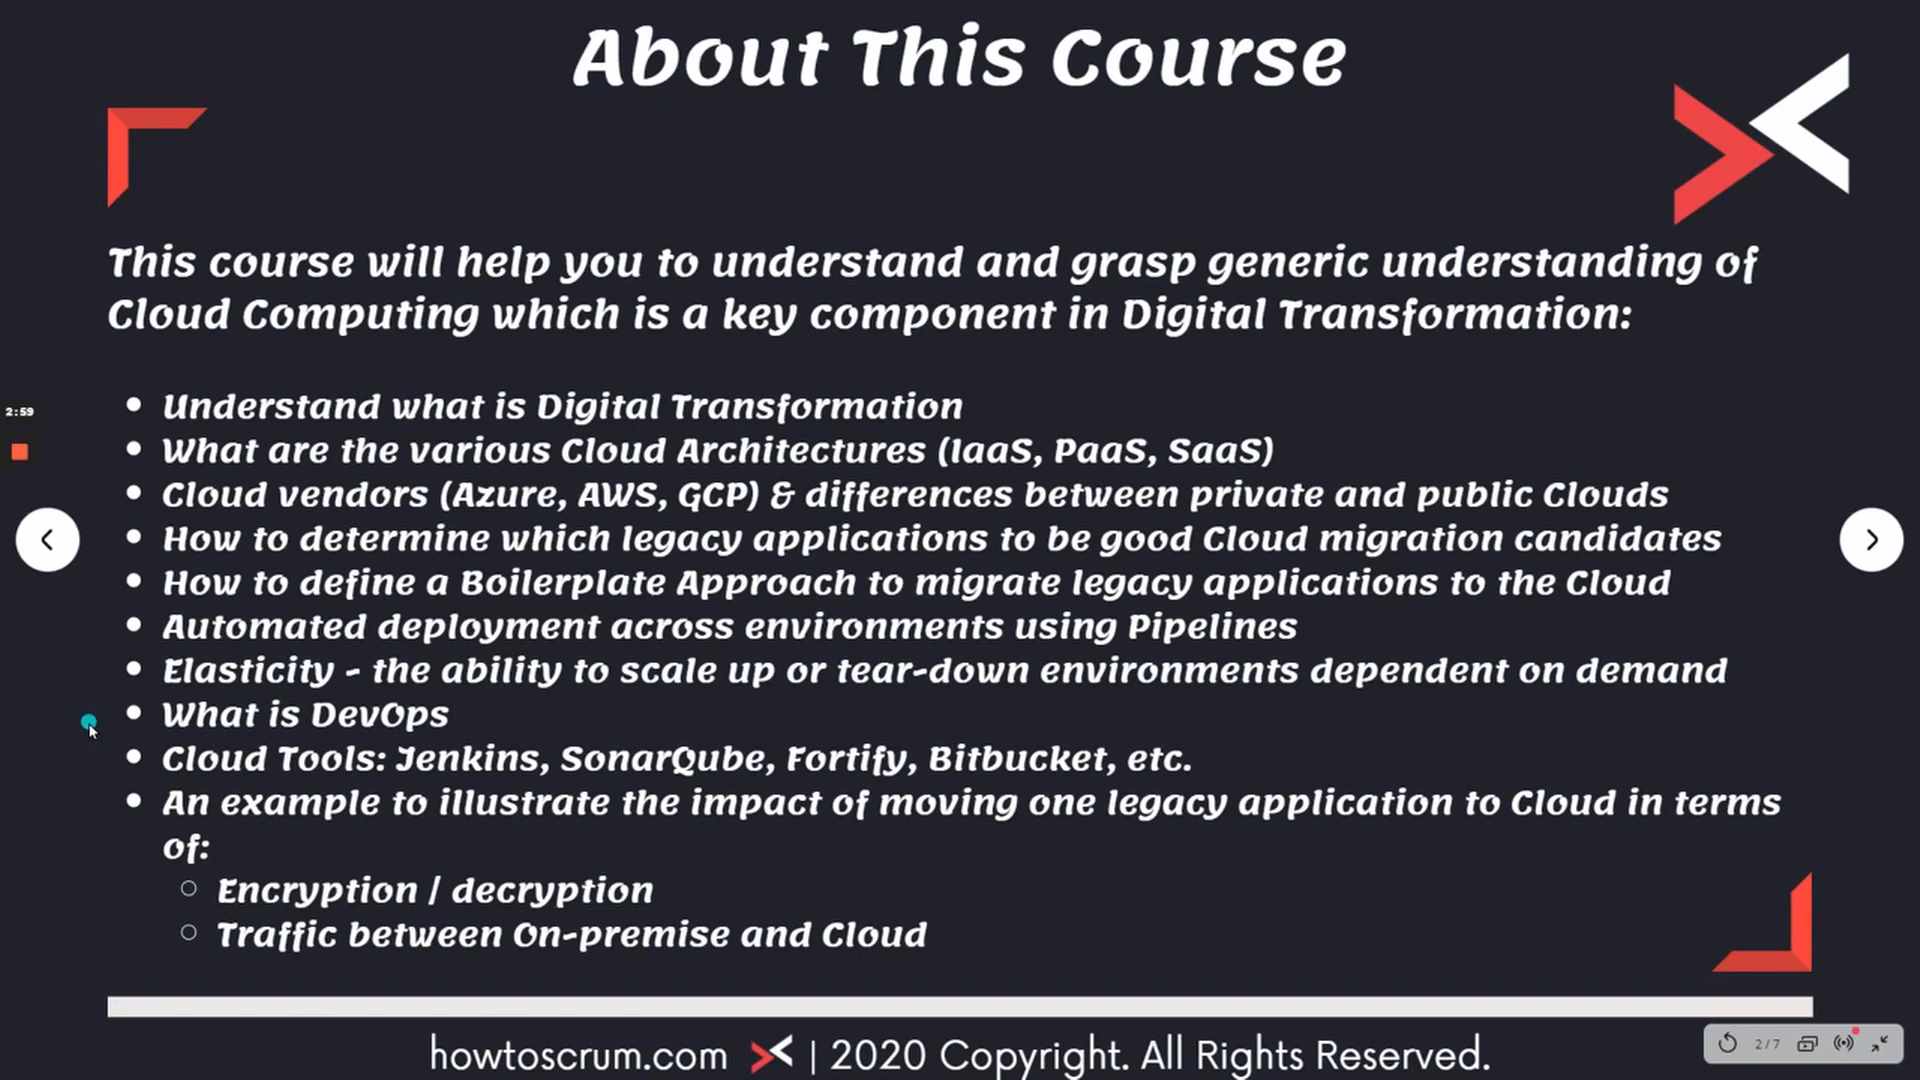 About This Course
This course will help you to understand and grasp generic understanding of
Cloud Computing which is a key component in Digital Transformation:
Understand what is Digital Transformation
What are the various Cloud Architectures (IaaS, PaaS, SaaS)
2:59
Cloud vendors (Azure, AWS, GCP) & differences between private and public Clouds
How to determine which legacy applications to be good Cloud migration candidates
How to define a Boilerplate Approach to migrate legacy applications to the Cloud
Automated deployment across environments using Pipelines
Elasticity - the ability to scale up or tear-down environments dependent on demand
What is DevOps
Cloud Tools: Jenkins, SonarQube, Fortify, Bitbucket, etc.
An example to illustrate the impact of moving one legacy application to Cloud in terms
of:
Encryption / decryption
Traffic between On-premise and Cloud
howtoscrum.com | 2020 Copyright. All Rights Reserved.
2/7